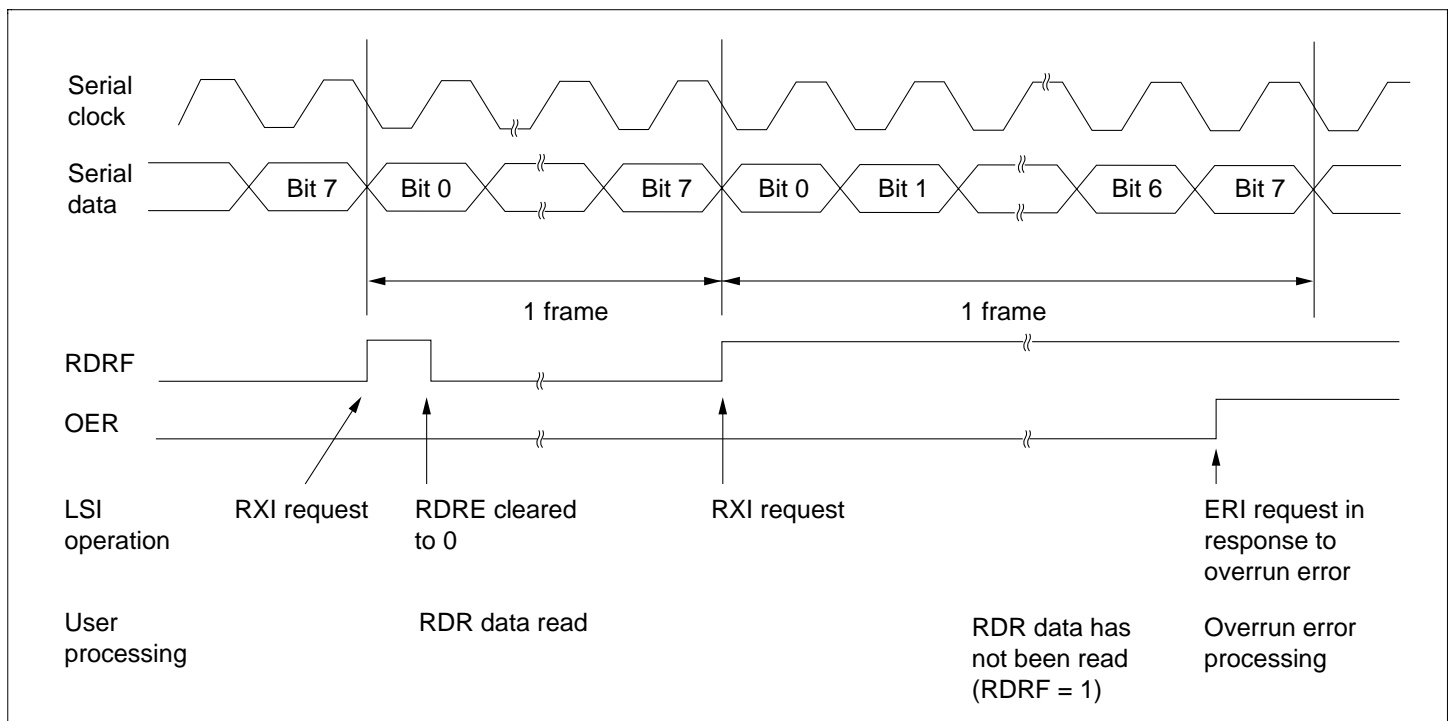 Serial
clock
Serial
data
Bit 7
Bit 0
Bit 7
Bit 0
Bit 1
Bit 6
Bit 7
1 frame
1 frame
RDRF
OER
LSI
operation
RXI request
RDRE cleared
to 0
RXI request
ERI request in
response to
overrun error
User
processing
RDR data read
RDR data has
not been read
(RDRF = 1)
Overrun error
processing